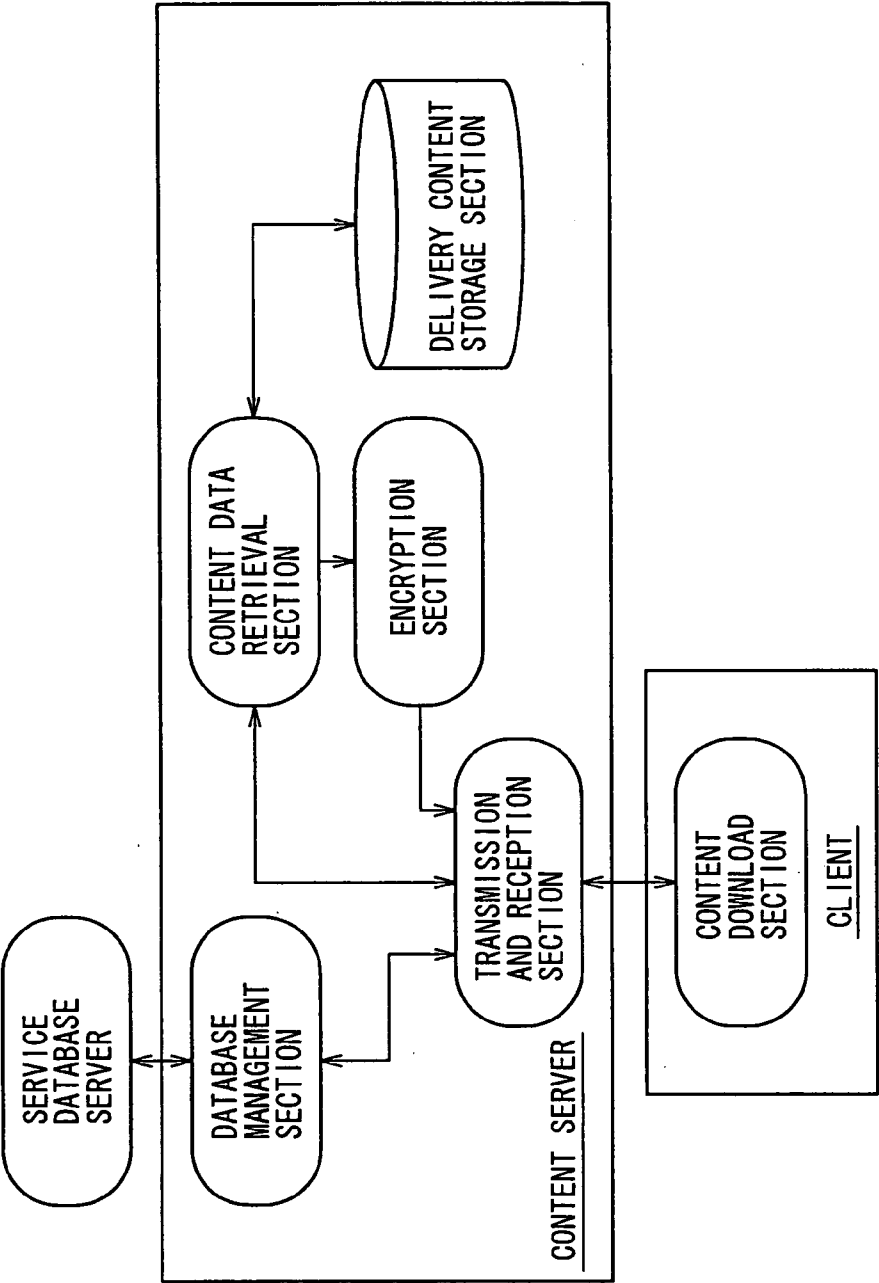 SERVICE
DATABASE
SERVER
DATABASE
MANAGEMENT
SECTION
CONTENT DATA
RETRIEVAL
SECTION
ENCRYPTION
SECTION
DELIVERY CONTENT
STORAGE SECTION
TRANSMISSION
AND RECEPTION
SECTION
CONTENT SERVER
CONTENT
DOWNLOAD
SECTION
CLIENT